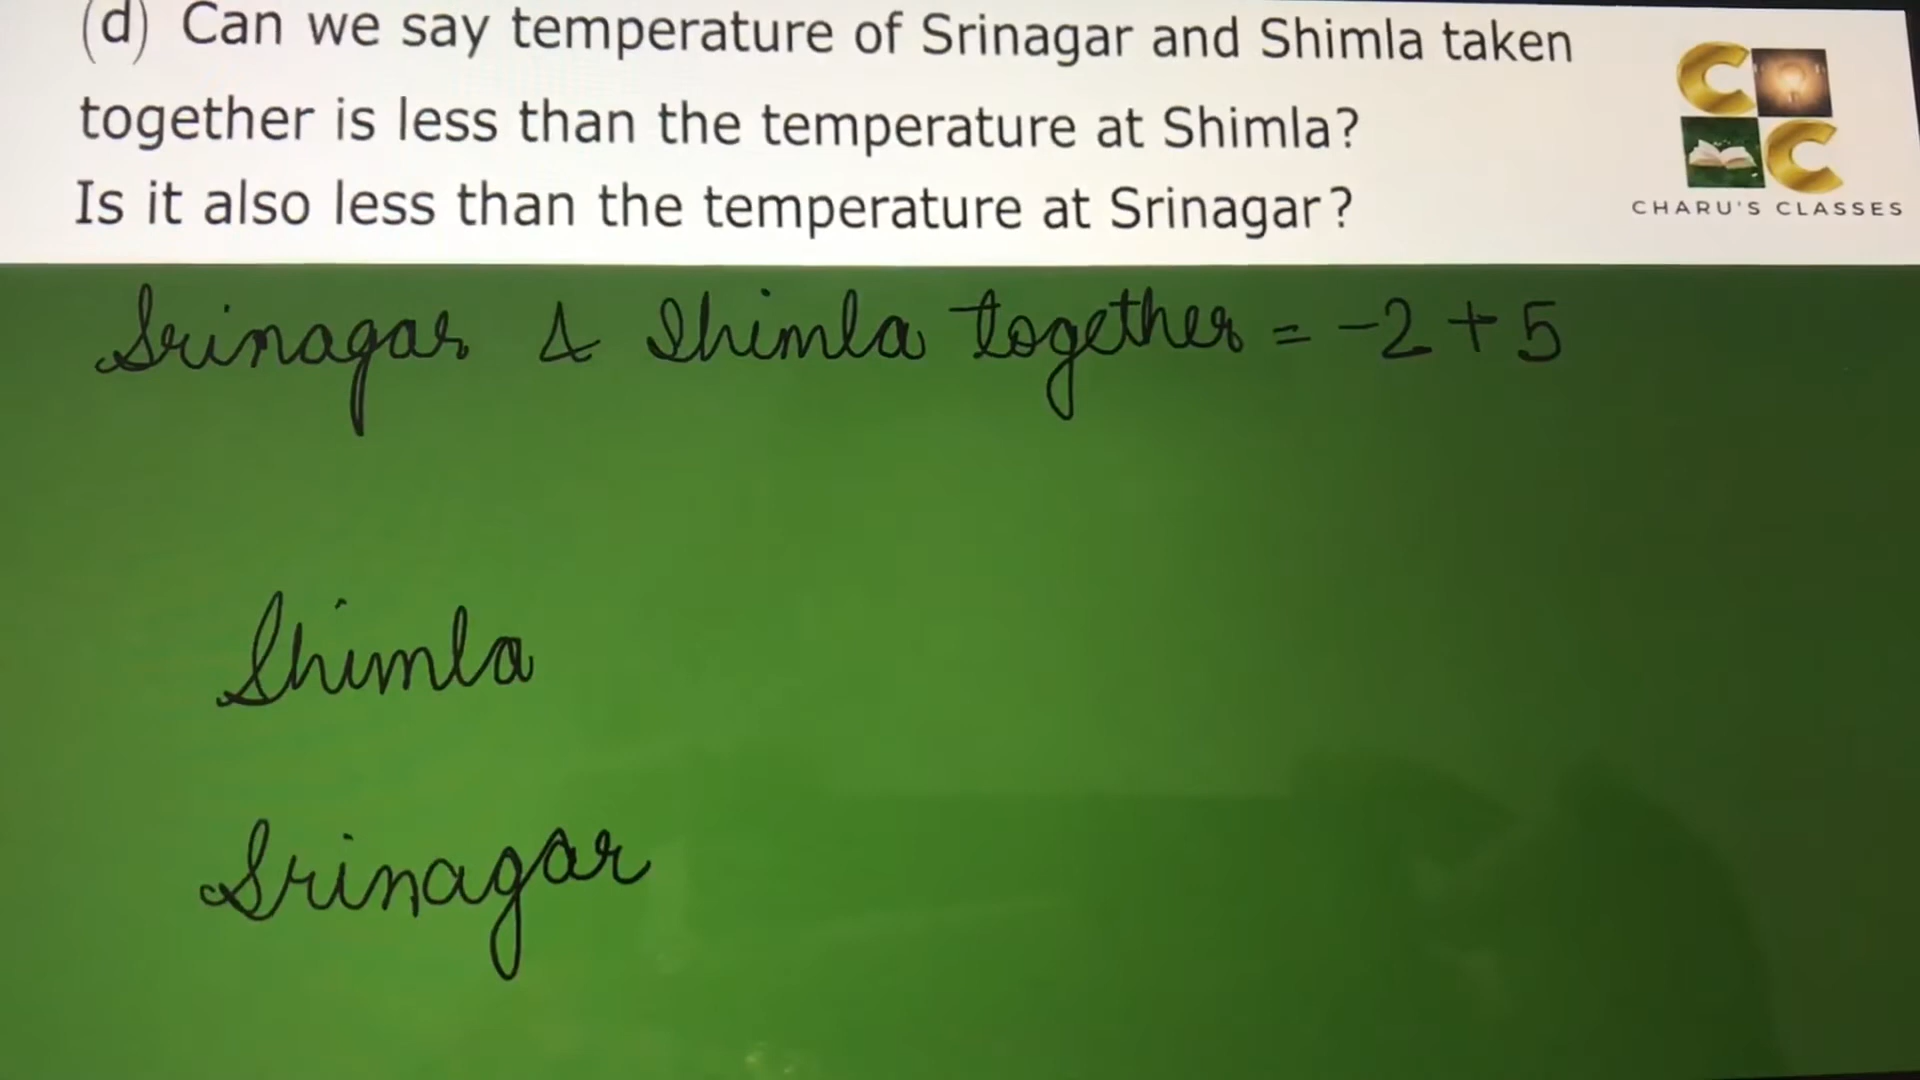 (d) Can we say temperature of Srinagar and Shimla taken
together is less than the temperature at Shimla?
Is it also less than the temperature at Srinagar?
C
C
CHARU'S CLASSES
Srinagar & Shimla together = -2 + 5
Shimla
Srinagar